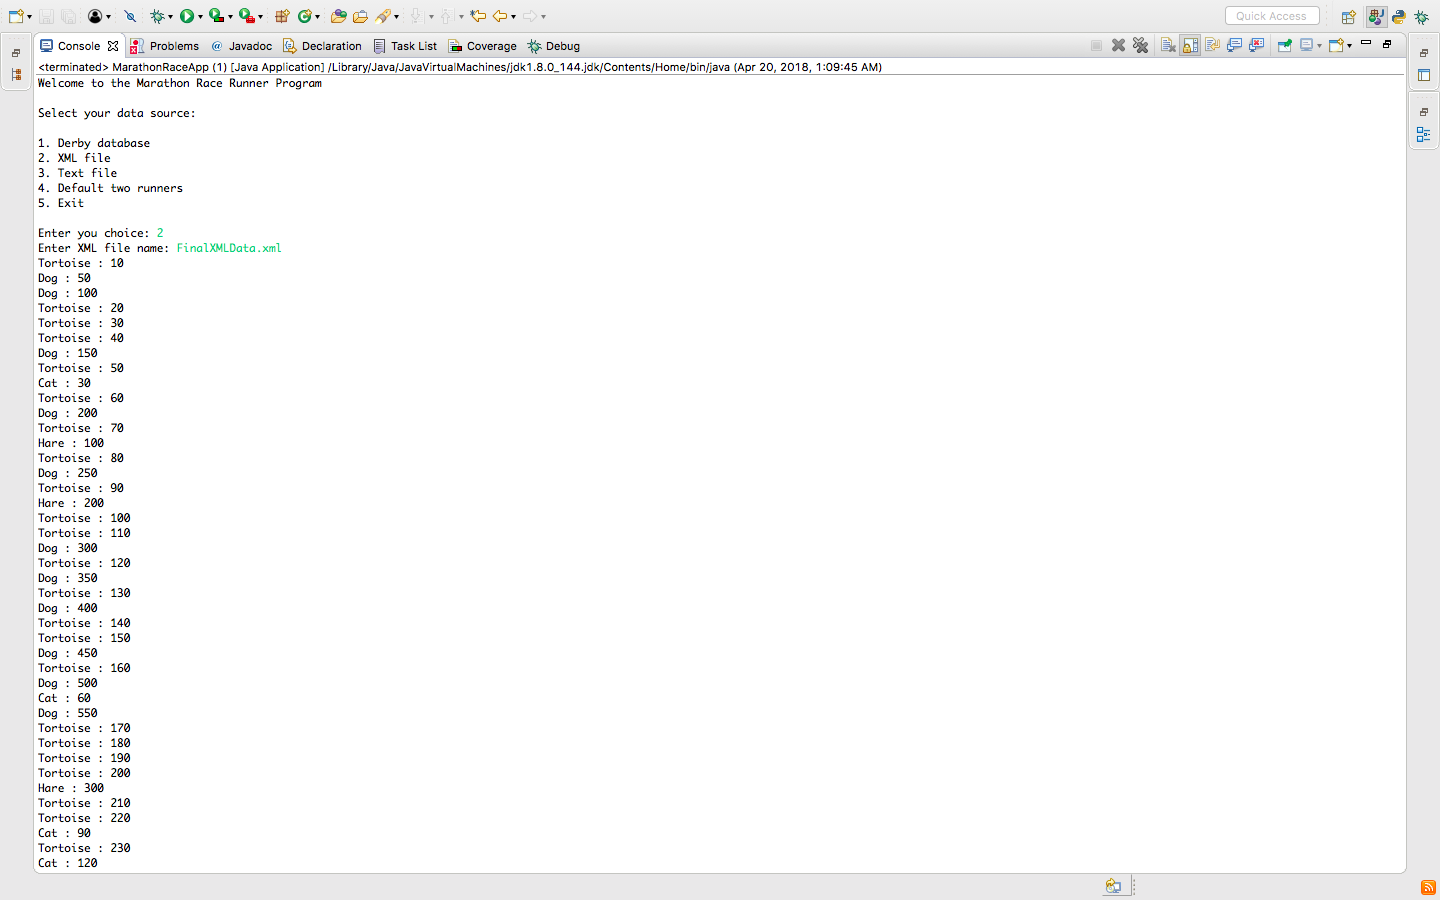 Quick Access
Console Problems @ Javadoc Declaration Task List Coverage Debug
<terminated> MarathonRaceApp (1) [Java Application] /Library/Java/JavaVirtualMachines/jdk1.8.0_144.jdk/Contents/Home/bin/java (Apr 20, 2018, 1:09:45 AM)
Welcome to the Marathon Race Runner Program
Select your data source:
1. Derby database
2. XML file
3. Text file
4. Default two runners
5. Exit
Enter you choice: 2
Enter XML file name: FinalXMLData.xml
Tortoise : 10
Dog : 50
Dog : 100
Tortoise : 20
Tortoise : 30
Tortoise : 40
Dog : 150
Tortoise : 50
Cat : 30
Tortoise : 60
Dog : 200
Tortoise : 70
Hare : 100
Tortoise : 80
Dog : 250
Tortoise : 90
Hare : 200
Tortoise : 100
Tortoise : 110
Dog : 300
Tortoise : 120
Dog : 350
Tortoise : 130
Dog : 400
Tortoise : 140
Tortoise : 150
Dog : 450
Tortoise : 160
Dog : 500
Cat : 60
Dog : 550
Tortoise : 170
Tortoise : 180
Tortoise : 190
Tortoise : 200
Hare : 300
Tortoise : 210
Tortoise : 220
Cat : 90
Tortoise : 230
Cat : 120